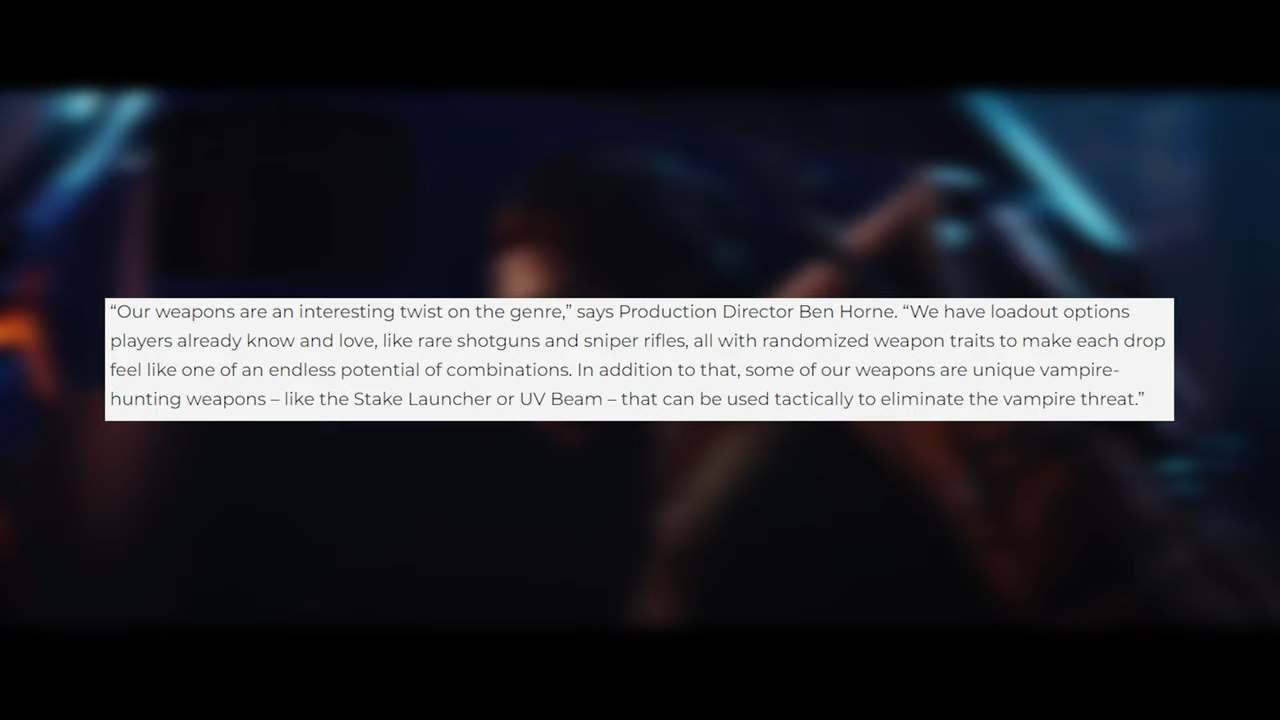 “Our weapons are an interesting twist on the genre,” says Production Director Ben Horne. “We have loadout options
players already know and love, like rare shotguns and sniper rifles, all with randomized weapon traits to make each drop
feel like one of an endless potential of combinations. In addition to that, some of our weapons are unique vampire-
hunting weapons – like the Stake Launcher or UV Beam – that can be used tactically to eliminate the vampire threat.”